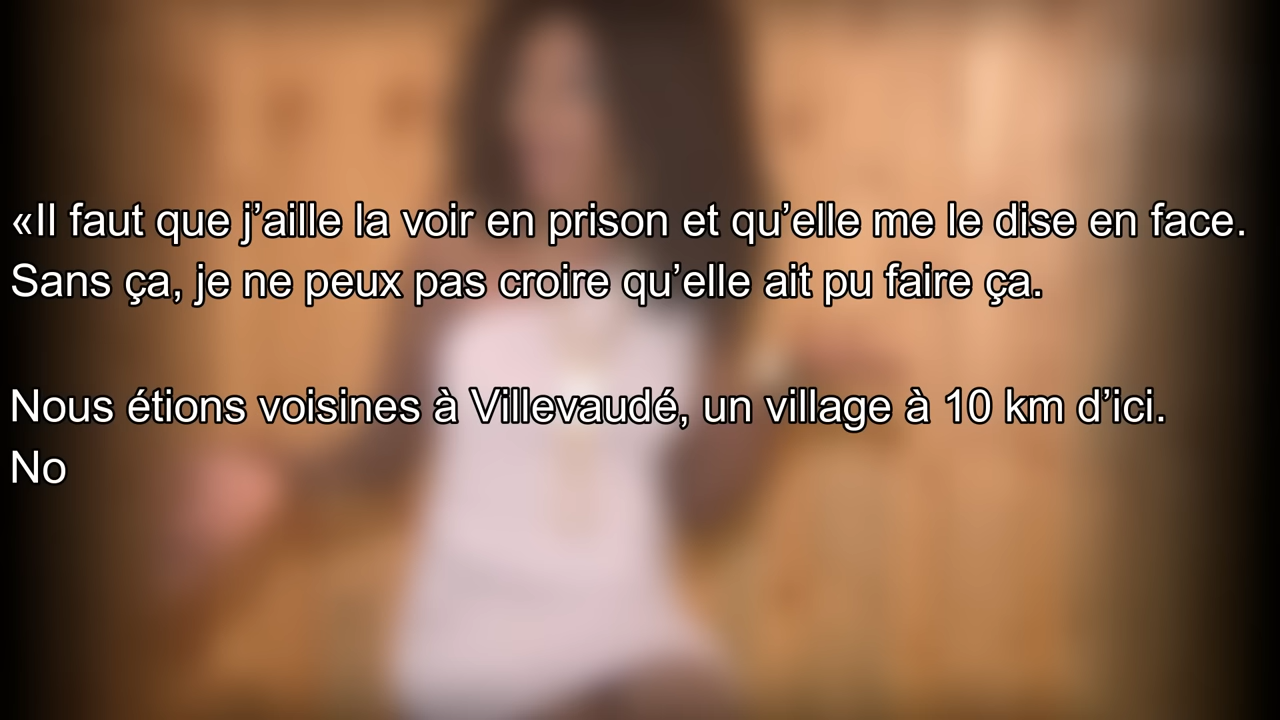 «Il faut que j’aille la voir en prison et qu’elle me le dise en face.
Sans ça, je ne peux pas croire qu’elle ait pu faire ça.
Nous étions voisines à Villevaudé, un village à 10 km d’ici.
No